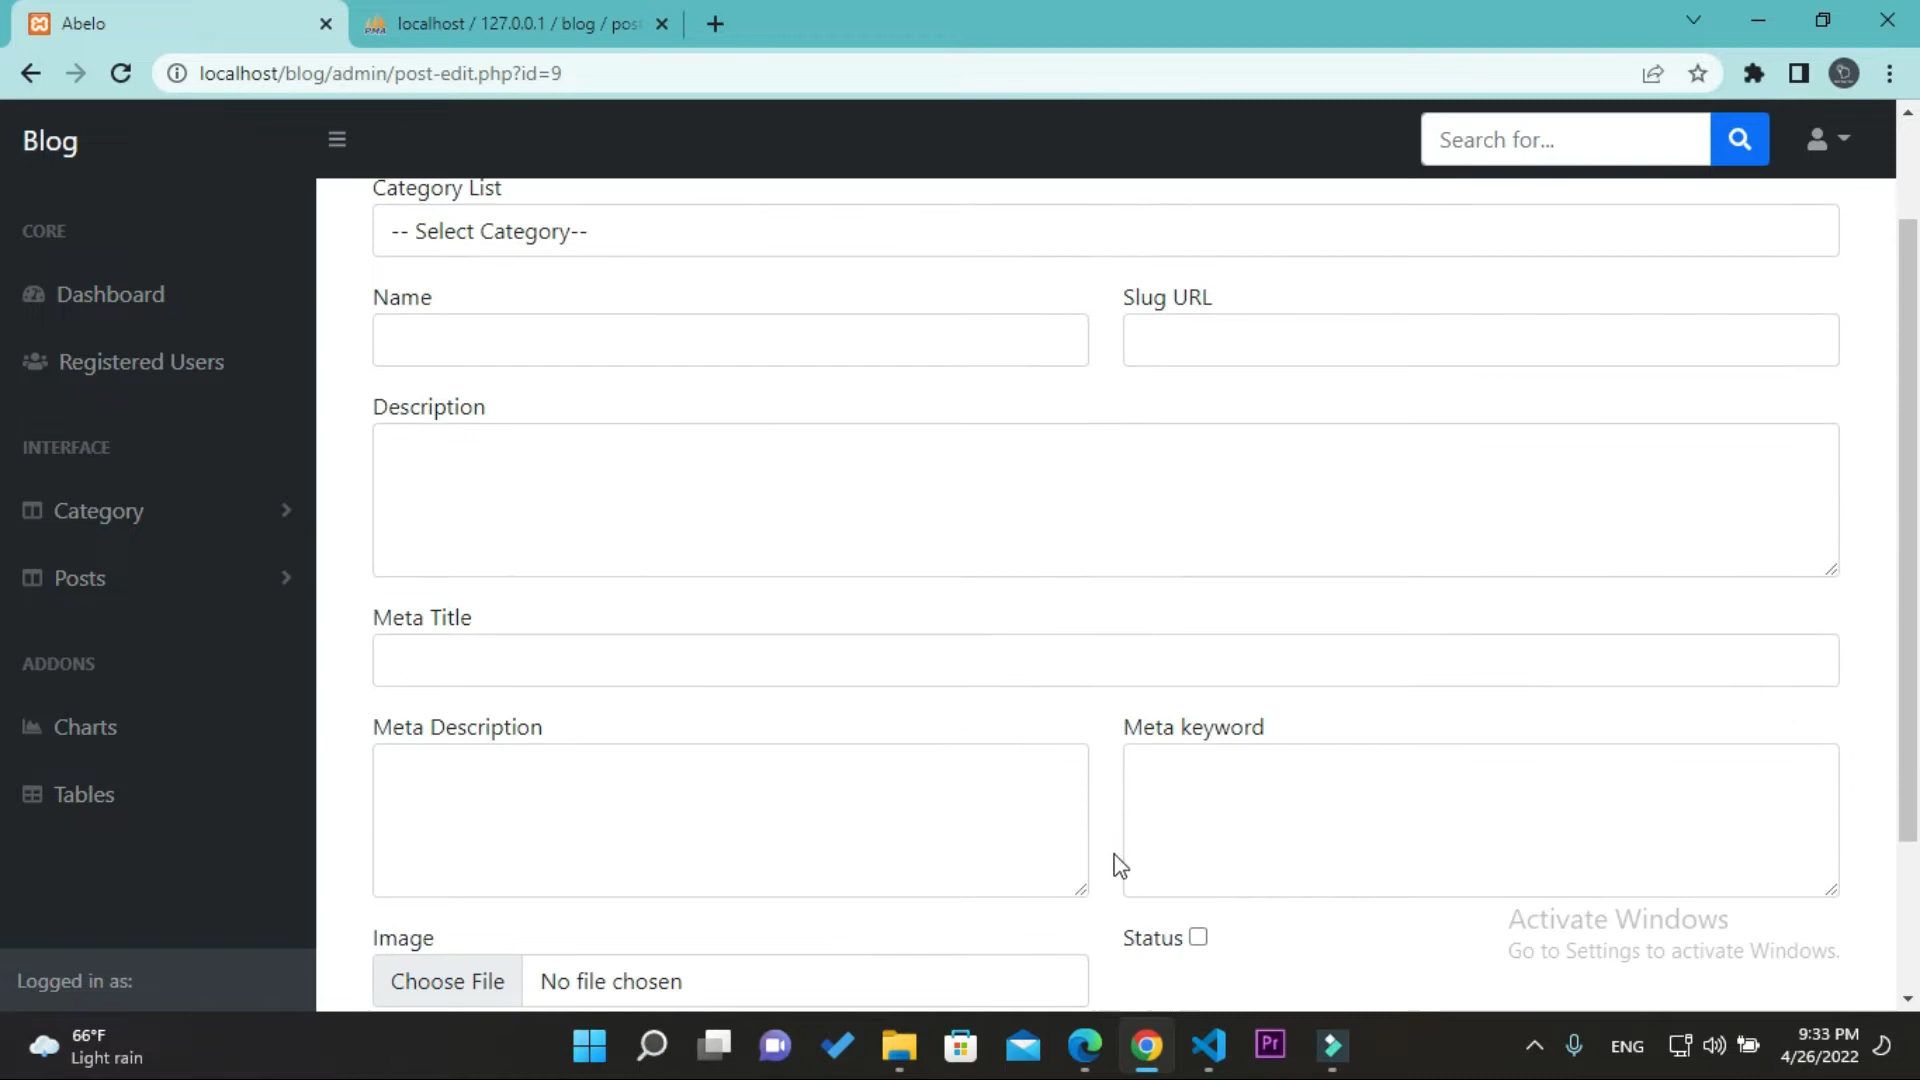 Abelo
localhost / 127.0.0.1 / blog / post
localhost/blog/admin/post-edit.php?id=9
Blog
Search for...
CORE
Dashboard
Registered Users
INTERFACE
Category
Posts
ADDONS
Charts
Tables
Logged in as:
Category List
-- Select Category--
Name
Slug URL
Description
Meta Title
Meta Description
Meta keyword
Image
Status
Choose File
No file chosen
Activate Windows
Go to Settings to activate Windows.
66°F
Light rain
Pr
ENG
9:33 PM
4/26/2022